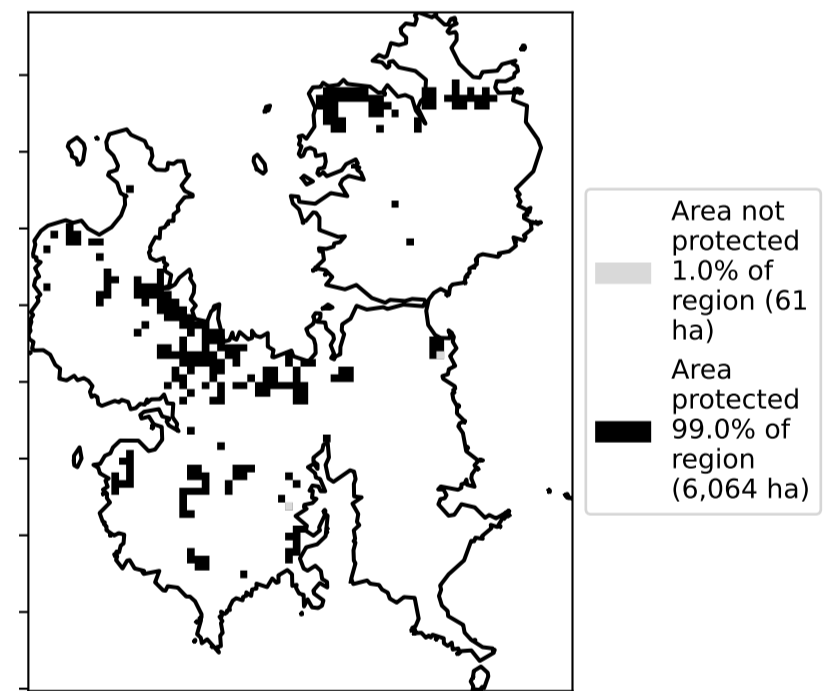 Area not
protected
1.0% of
region (61
ha)
Area
protected
99.0% of
region
(6,064 ha)